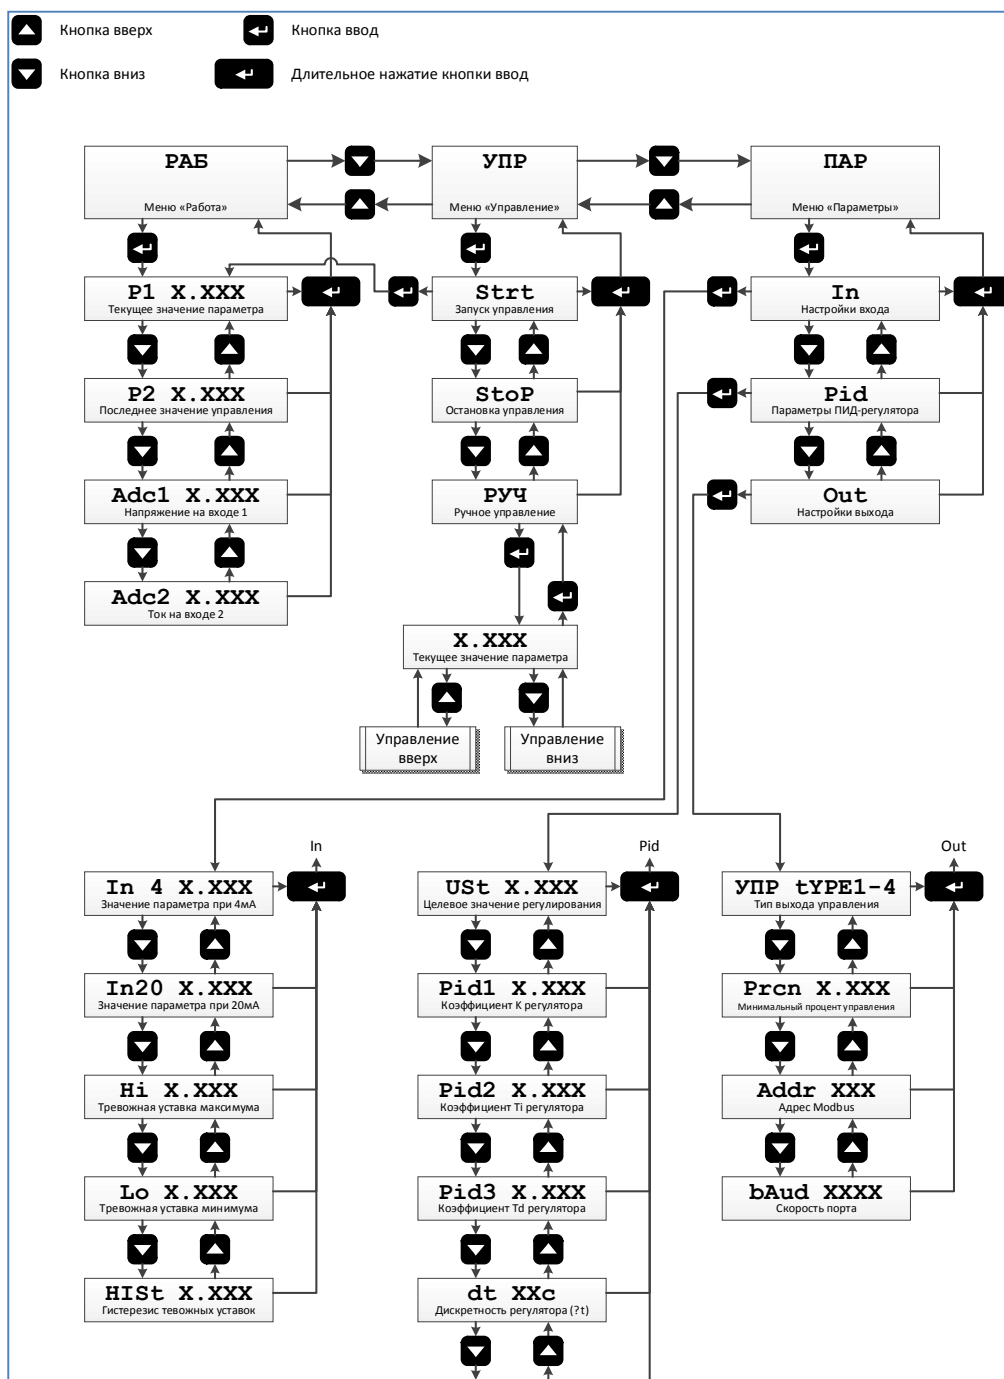 Кнопка вверх
Кнопка ввод
Кнопка вниз
Длительное нажатие кнопки ввод
РАБ
Меню «Работа»
УПР
Меню «Управление»
ПАР
Меню «Параметры»
P1 X.XXX
Текущее значение параметра
Strt
Запуск управления
In
Настройки входа
P2 X.XXX
Последнее значение управления
StoP
Остановка управления
Pid
Параметры ПИД-регулятора
Adc1 X.XXX
Напряжение на входе 1
РУЧ
Ручное управление
Out
Настройки выхода
Adc2 X.XXX
Ток на входе 2
X.XXX
Текущее значение параметра
Управление
вверх
Управление
вниз
In
Pid
Out
In 4 X.XXX
Значение параметра при 4мА
USt X.XXX
Целевое значение регулирования
УПР tYPE1-4
Тип выхода управления
In20 X.XXX
Значение параметра при 20мА
Pid1 X.XXX
Коэффициент К регулятора
Prcn X.XXX
Минимальный процент управления
Hi X.XXX
Тревожная уставка максимума
Pid2 X.XXX
Коэффициент Ti регулятора
Addr XXX
Адрес Modbus
Lo X.XXX
Тревожная уставка минимума
Pid3 X.XXX
Коэффициент Td регулятора
bAud XXXX
Скорость порта
HISt X.XXX
Гистерезис тевожных уставок
dt XXc
Дискретность регулятора (?t)